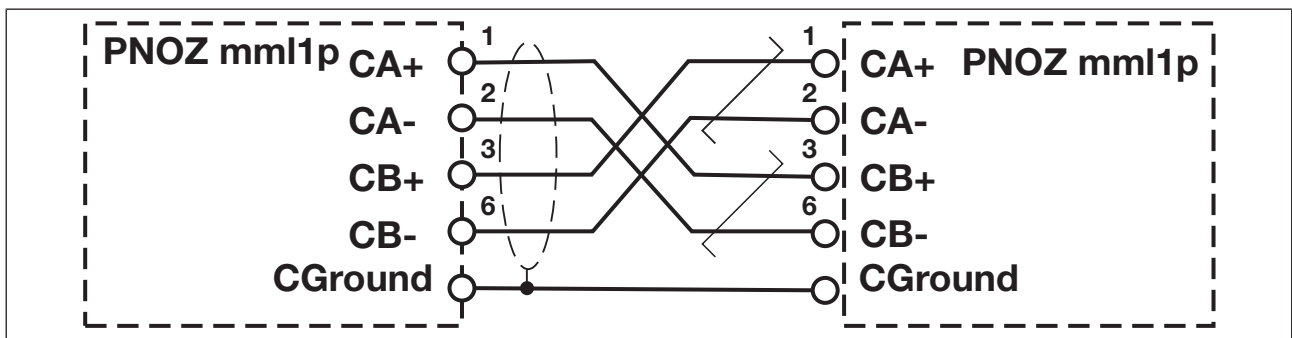 PNOZ mml1p
CA+ 1
CA- 2
CB+ 3
CB- 6
CGround
1 CA+ PNOZ mml1p
2 CA-
3 CB+
6 CB-
CGround